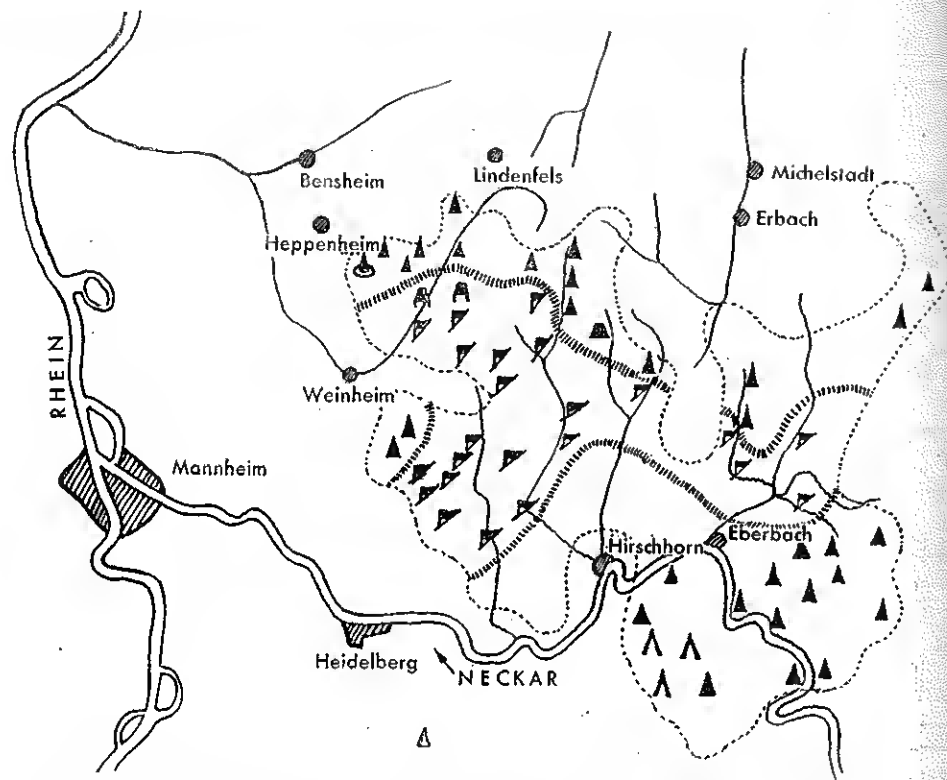 Bensheim
Lindenfels
Michelstadt
Erbach
Heppenheim
RHEIN
Weinheim
Mannheim
Hirschhorn
Eberbach
Heidelberg
NECKAR